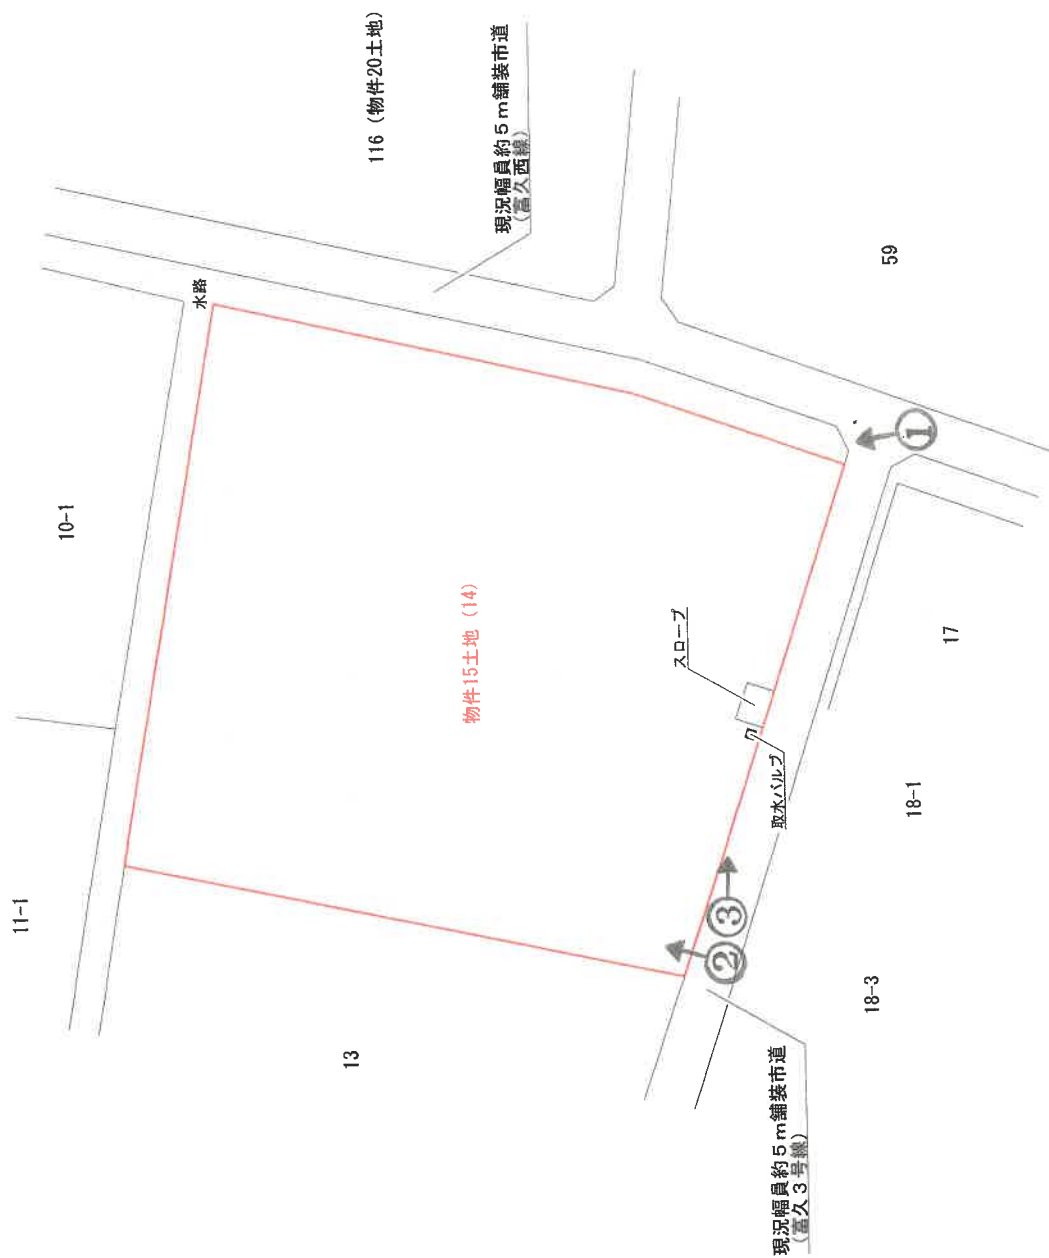 116 (物件20土地)
現況幅員約5m舗装市道
(富久西線)
59
水路
10-1
①
物件15土地 (14)
スロープ
17
11-1
取水バルブ
18-1
③
②
13
18-3
現況幅員約5m舗装市道
(富久3号線)